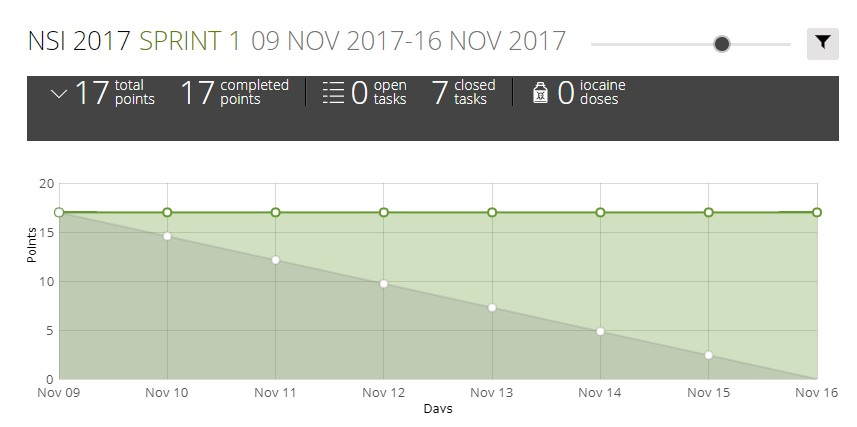 NSI 2017 SPRINT 1 09 NOV 2017-16 NOV 2017
17 total points 17 completed points 0 open tasks 7 closed tasks 0 iocaine doses
20
15
10
5
0
Points
Nov 09 Nov 10 Nov 11 Nov 12 Nov 13 Nov 14 Nov 15 Nov 16
Days